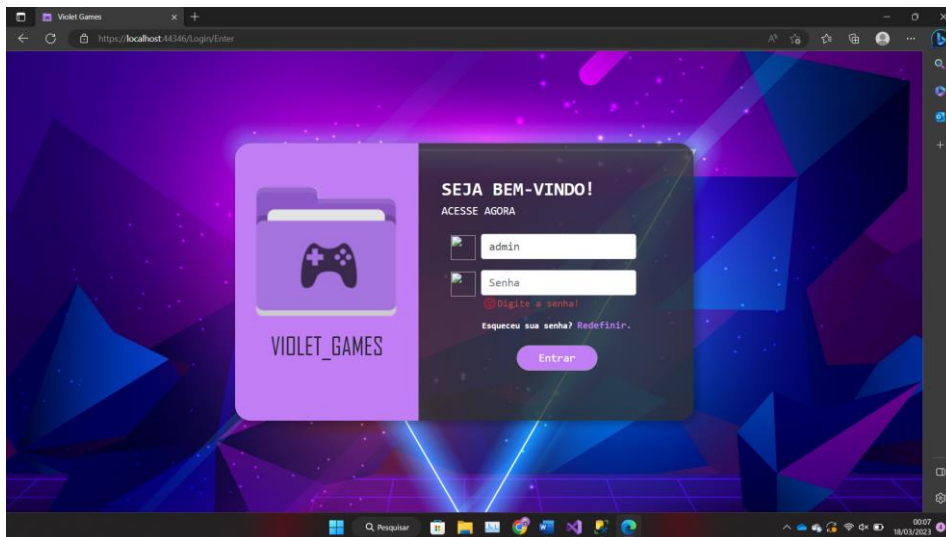 Violet Games
https://localhost:44346/Login/Enter
SEJA BEM-VINDO!
ACESSE AGORA
admin
Senha
Digite a senha!
Esqueceu sua senha? Redefinir.
Entrar
VIOLET_GAMES
Pesquisar
00:07
18/03/2023